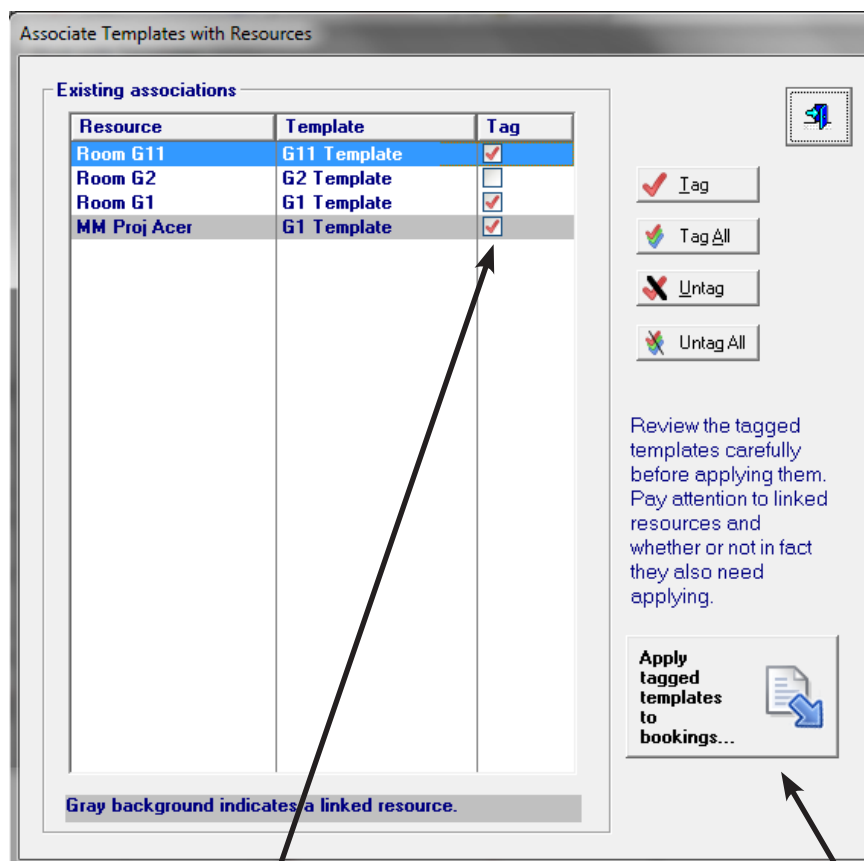 Associate Templates with Resources
Existing associations
Resource Template Tag
Room G11 G11 Template
Room G2 G2 Template
Room G1 G1 Template
MM Proj Acer G1 Template
Gray background indicates a linked resource.
Tag
Tag All
Untag
Untag All
Review the tagged
templates carefully
before applying them.
Pay attention to linked
resources and
whether or not in fact
they also need
applying.
Apply
tagged
templates
to
bookings...